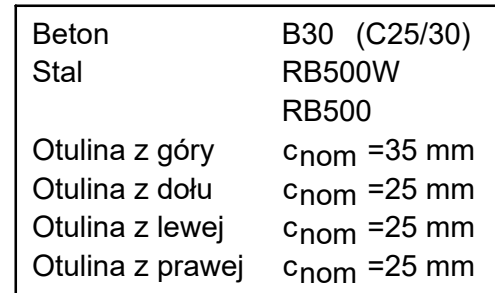 Beton B30 (C25/30)
Stal RB500W
RB500
Otulina z góry cnom =35 mm
Otulina z dołu cnom =25 mm
Otulina z lewej cnom =25 mm
Otulina z prawej cnom =25 mm